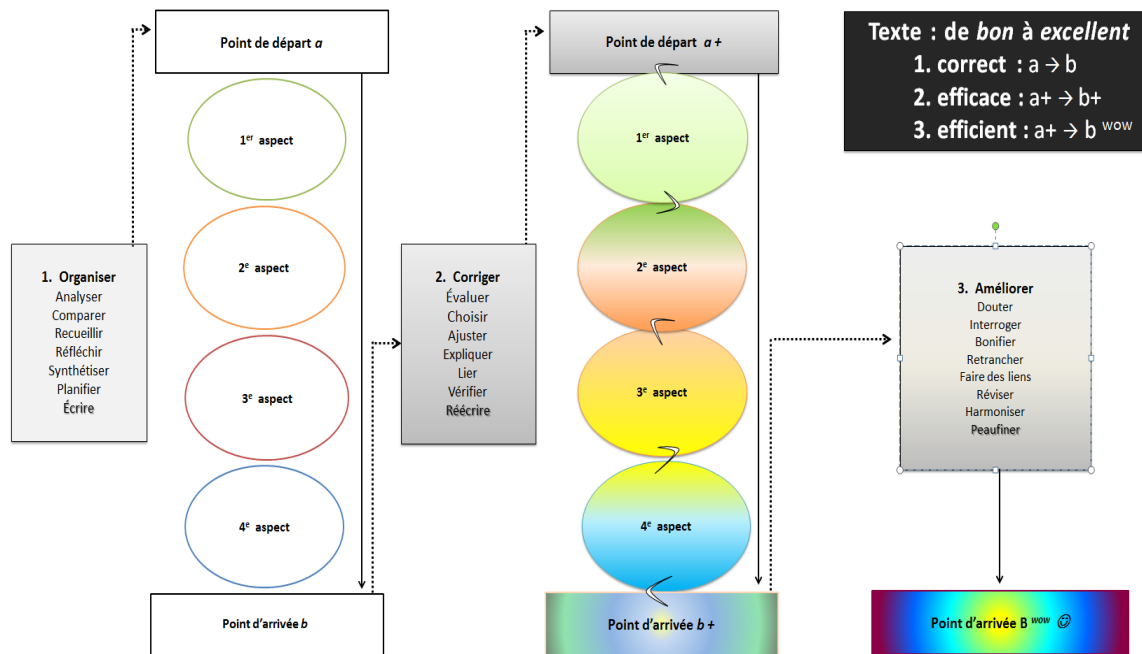 Point de départ a
1er aspect
2e aspect
3e aspect
4e aspect
Point d'arrivée b
1. Organiser
Analyser
Comparer
Recueillir
Réfléchir
Synthétiser
Planifier
Écrire
Point de départ a +
1er aspect
2e aspect
3e aspect
4e aspect
Point d'arrivée b +
2. Corriger
Évaluer
Choisir
Ajuster
Expliquer
Lier
Vérifier
Réécrire
Texte : de bon à excellent
1. correct : a → b
2. efficace : a+ → b+
3. efficient : a+ → b wow
3. Améliorer
Douter
Interroger
Bonifier
Retrancher
Faire des liens
Réviser
Harmoniser
Peaufiner
Point d'arrivée B wow ☺